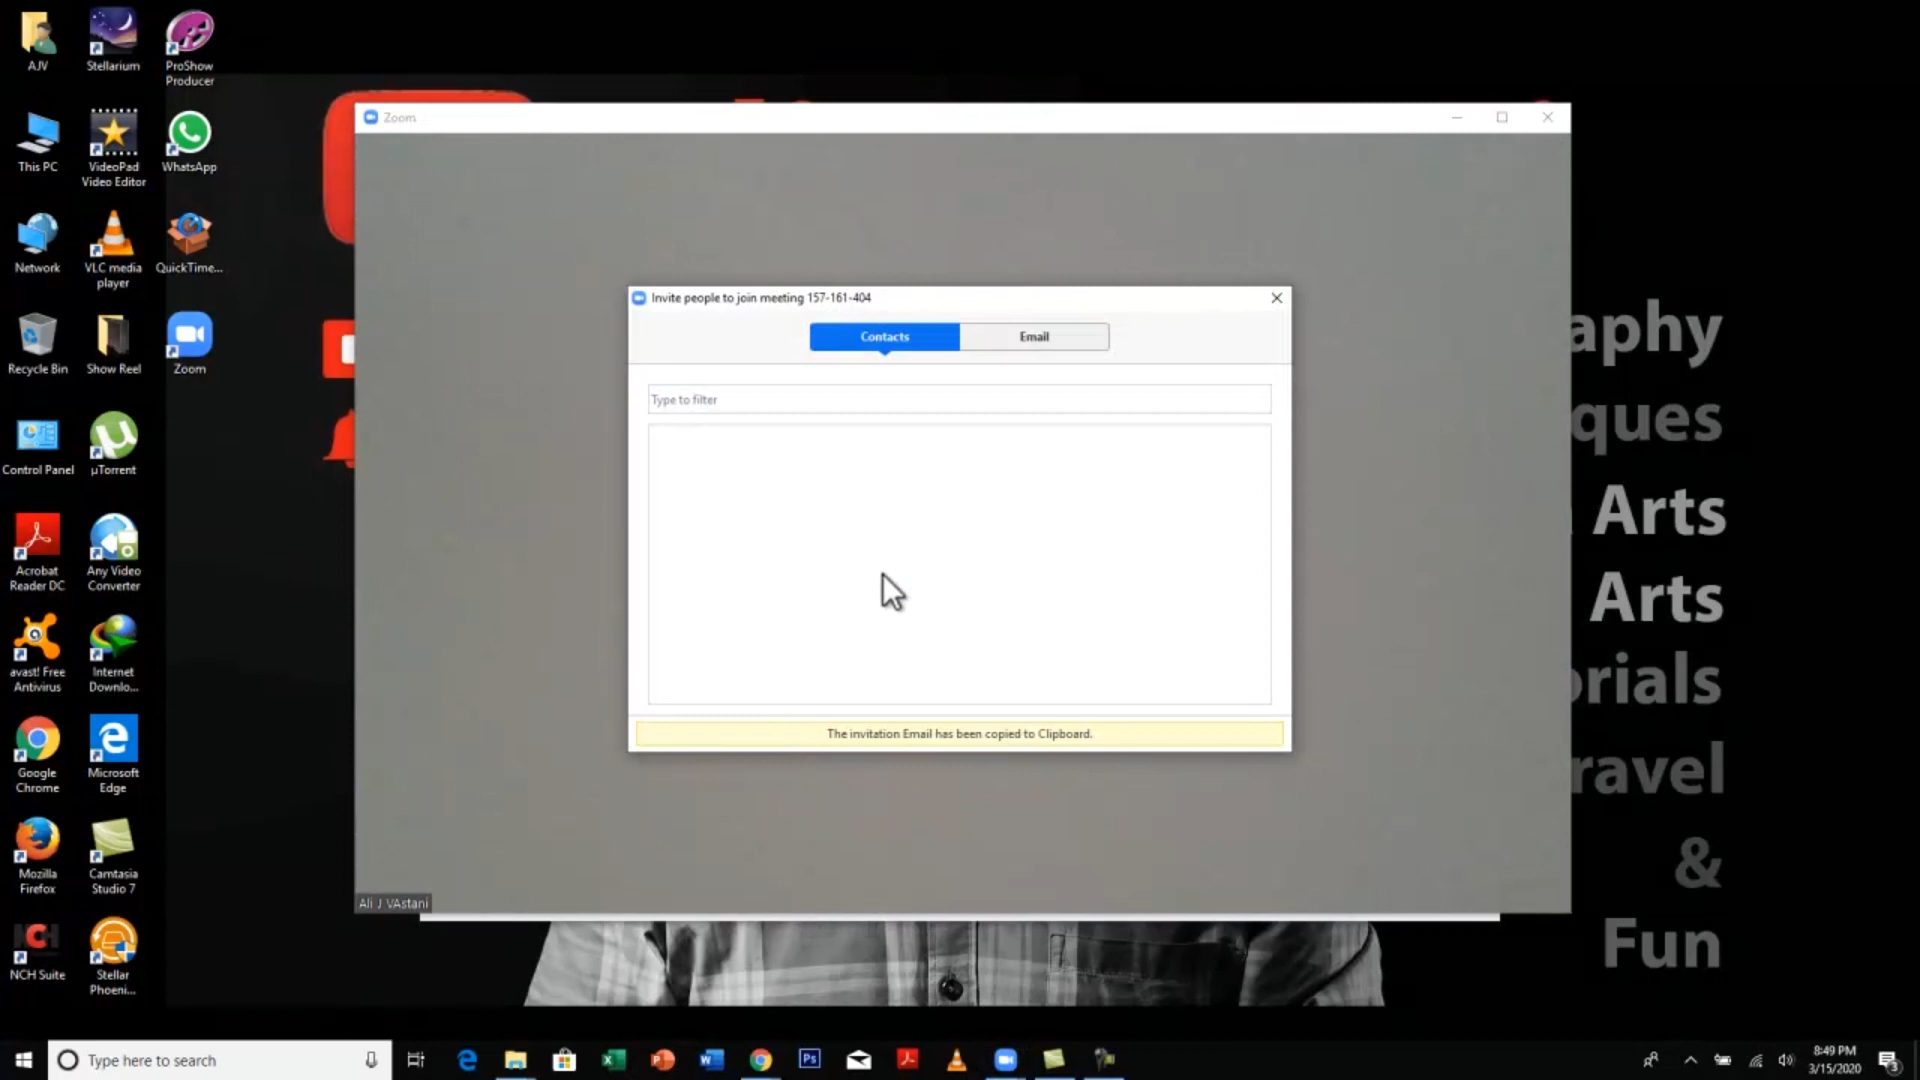 AJV
Stellarium
ProShow
Producer
This PC
VideoPad
Video Editor
WhatsApp
Network
VLC media
player
QuickTime...
Recycle Bin
Show Reel
Zoom
Control Panel
µTorrent
Acrobat
Reader DC
Any Video
Converter
avast! Free
Antivirus
Internet
Downlo...
Google
Chrome
Microsoft
Edge
Mozilla
Firefox
Camtasia
Studio 7
NCH Suite
Stellar
Phoeni...
Zoom
Invite people to join meeting 157-161-404
Contacts
Email
Type to filter
The invitation Email has been copied to Clipboard.
Ali J VAstani
aphy
ques
Arts
Arts
orials
ravel
&
Fun
Type here to search
8:49 PM
3/15/2020
3